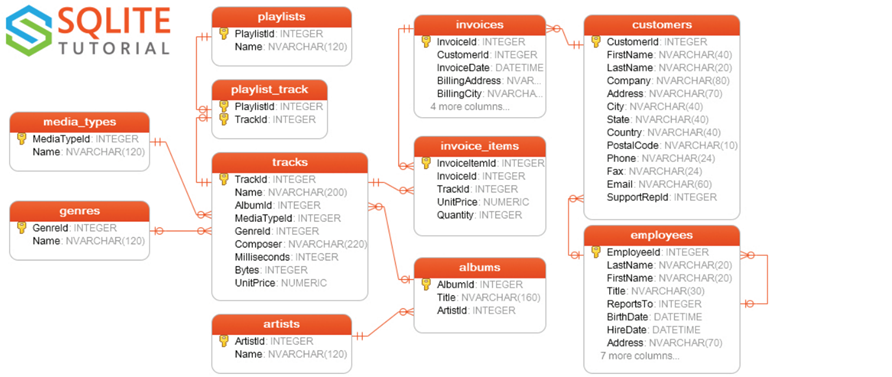 SQLITE
TUTORIAL
playlists
PlaylistId: INTEGER
Name: NVARCHAR(120)
playlist_track
PlaylistId: INTEGER
TrackId: INTEGER
media_types
MediaTypeId: INTEGER
Name: NVARCHAR(120)
genres
GenreId: INTEGER
Name: NVARCHAR(120)
tracks
TrackId: INTEGER
Name: NVARCHAR(200)
AlbumId: INTEGER
MediaTypeId: INTEGER
GenreId: INTEGER
Composer: NVARCHAR(220)
Milliseconds: INTEGER
Bytes: INTEGER
UnitPrice: NUMERIC
artists
ArtistId: INTEGER
Name: NVARCHAR(120)
invoices
InvoiceId: INTEGER
CustomerId: INTEGER
InvoiceDate: DATETIME
BillingAddress: NVAR...
BillingCity: NVARCHA...
4 more columns...
invoice_items
InvoiceItemId: INTEGER
InvoiceId: INTEGER
TrackId: INTEGER
UnitPrice: NUMERIC
Quantity: INTEGER
albums
AlbumId: INTEGER
Title: NVARCHAR(160)
ArtistId: INTEGER
customers
CustomerId: INTEGER
FirstName: NVARCHAR(40)
LastName: NVARCHAR(20)
Company: NVARCHAR(80)
Address: NVARCHAR(70)
City: NVARCHAR(40)
State: NVARCHAR(40)
Country: NVARCHAR(40)
PostalCode: NVARCHAR(10)
Phone: NVARCHAR(24)
Fax: NVARCHAR(24)
Email: NVARCHAR(60)
SupportRepId: INTEGER
employees
EmployeeId: INTEGER
LastName: NVARCHAR(20)
FirstName: NVARCHAR(20)
Title: NVARCHAR(30)
ReportsTo: INTEGER
BirthDate: DATETIME
HireDate: DATETIME
Address: NVARCHAR(70)
7 more columns...